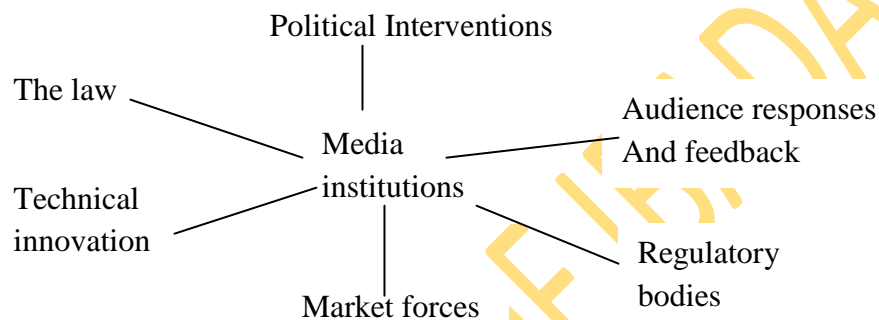 Political Interventions
The law
Audience responses
And feedback
Media
institutions
Technical
innovation
Regulatory
bodies
Market forces